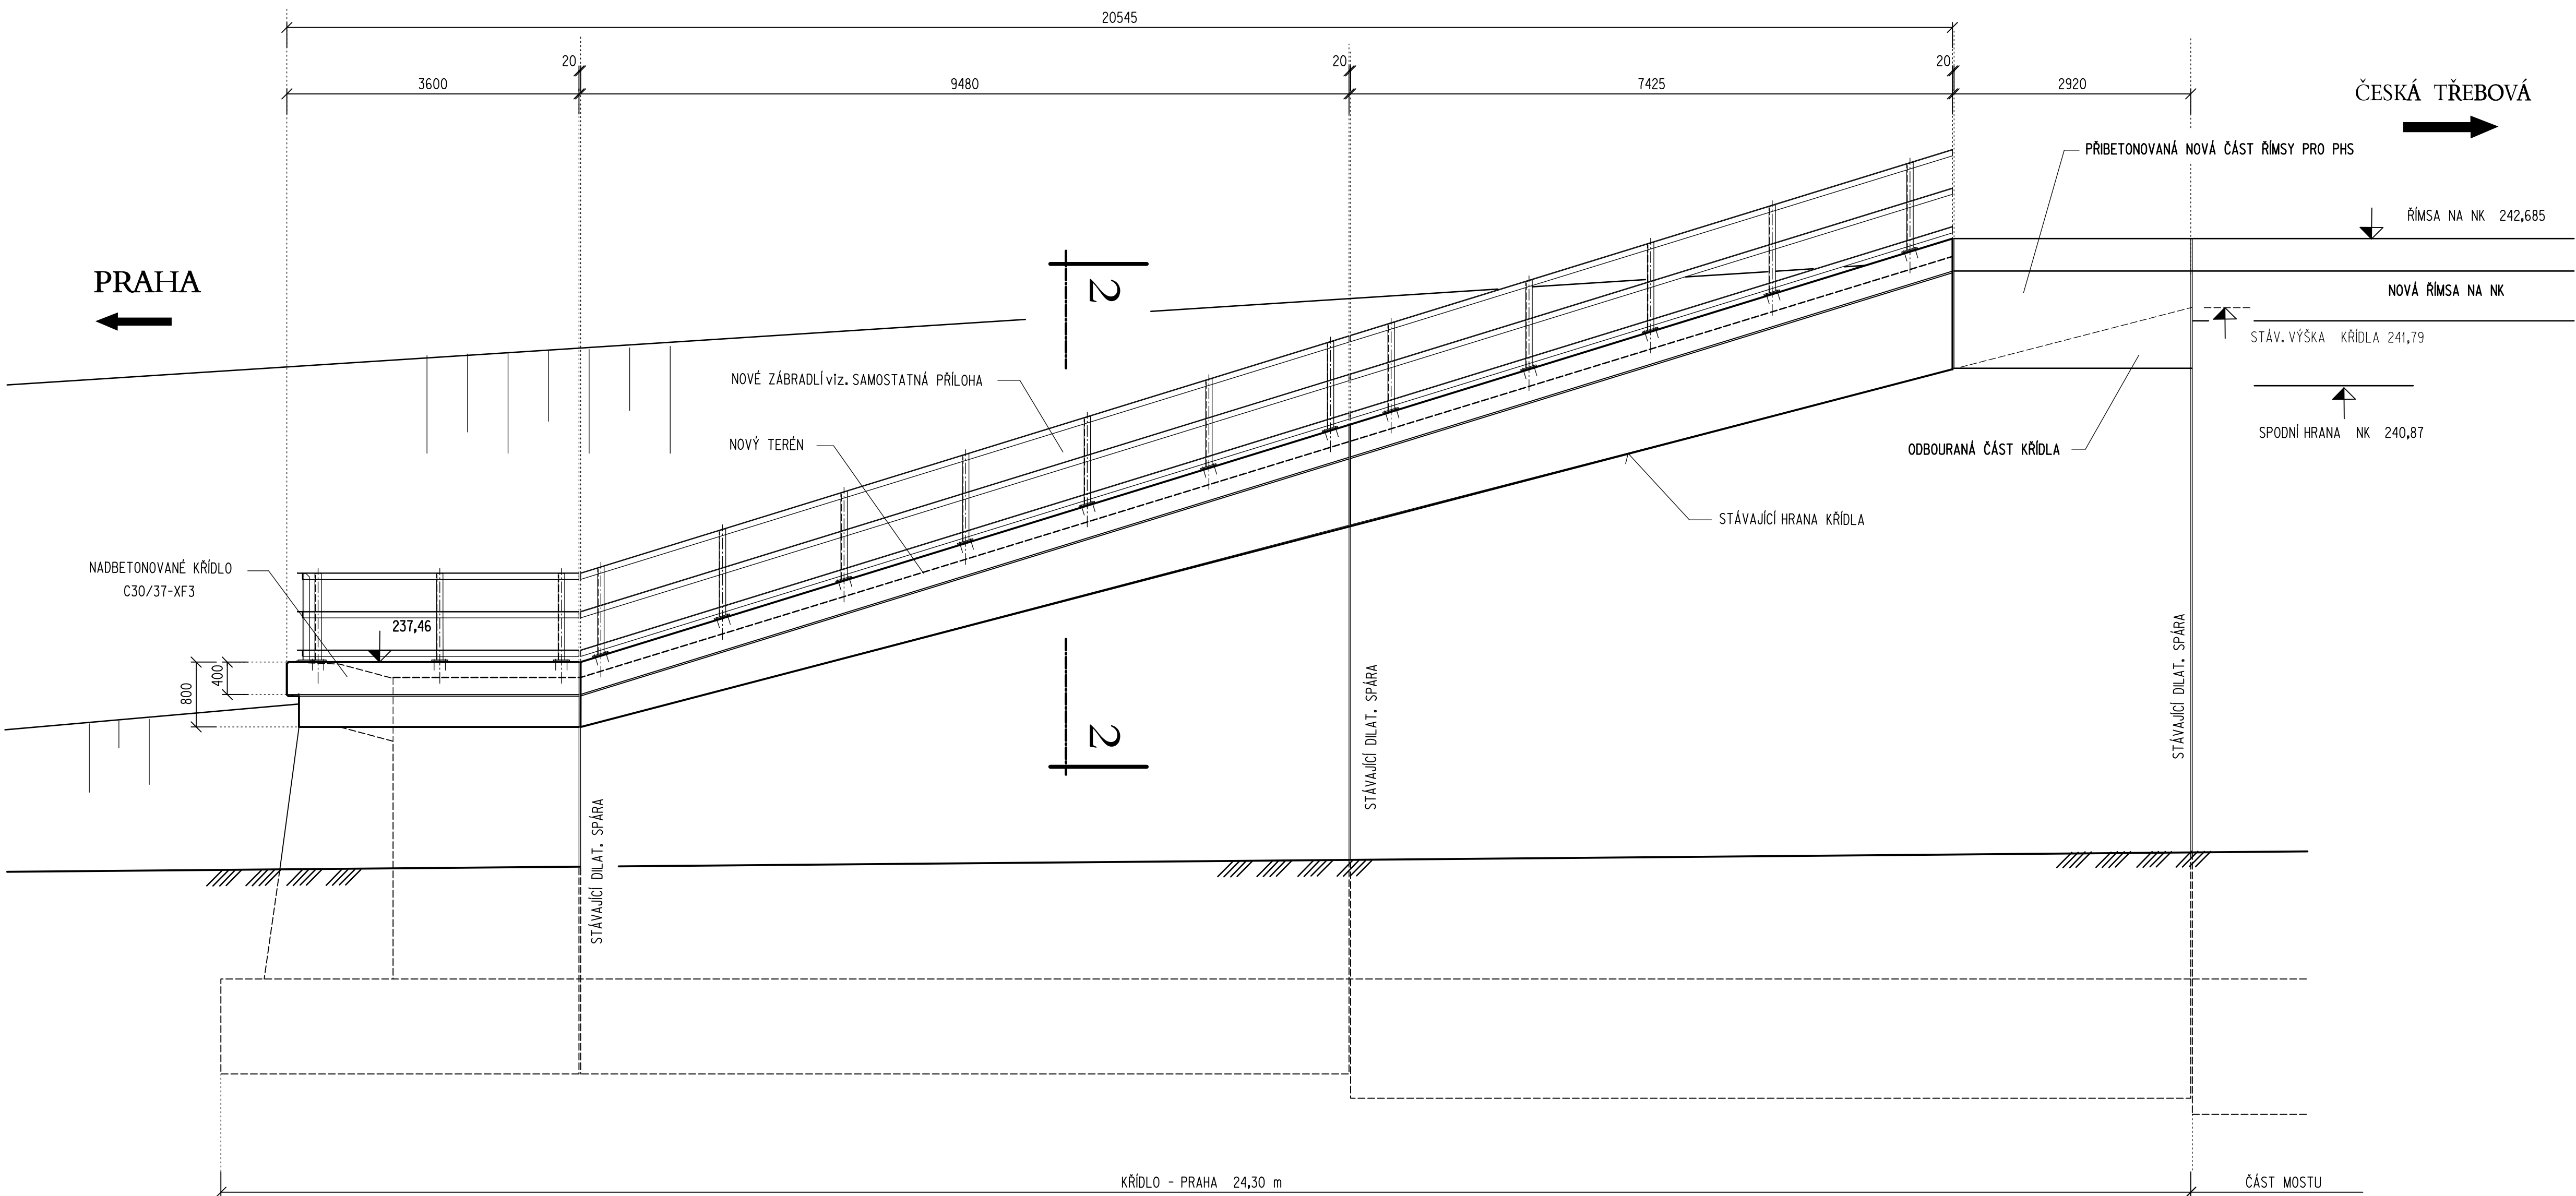 20545
20
20
20
3600
9480
7425
2920
ČESKÁ TŘEBOVÁ
PŘIBETONOVANÁ NOVÁ ČÁST ŘÍMSY PRO PHS
ŘÍMSA NA NK 242,685
PRAHA
2
NOVÁ ŘÍMSA NA NK
STÁV. VÝŠKA KŘÍDLA 241,79
NOVÉ ZÁBRADLÍ viz. SAMOSTATNÁ PŘÍLOHA
NOVÝ TERÉN
SPODNÍ HRANA NK 240,87
ODBOURANÁ ČÁST KŘÍDLA
STÁVAJÍCÍ HRANA KŘÍDLA
NADBETONOVANÉ KŘÍDLO
C30/37-XF3
237,46
800
400
2
STÁVAJÍCÍ DILAT. SPÁRA
STÁVAJÍCÍ DILAT. SPÁRA
STÁVAJÍCÍ DILAT. SPÁRA
KŘÍDLO - PRAHA 24,30 m
ČÁST MOSTU